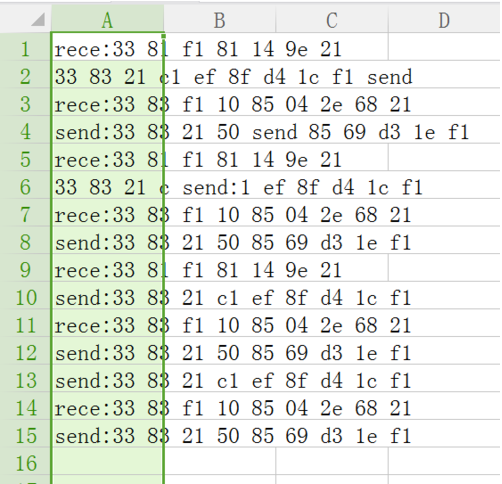 A B C D
1 rece:33 81 f1 81 14 9e 21
2 33 83 21 c1 ef 8f d4 1c f1 send
3 rece:33 83 f1 10 85 04 2e 68 21
4 send:33 83 21 50 send 85 69 d3 1e f1
5 rece:33 81 f1 81 14 9e 21
6 33 83 21 c send:1 ef 8f d4 1c f1
7 rece:33 83 f1 10 85 04 2e 68 21
8 send:33 83 21 50 85 69 d3 1e f1
9 rece:33 81 f1 81 14 9e 21
10 send:33 83 21 c1 ef 8f d4 1c f1
11 rece:33 83 f1 10 85 04 2e 68 21
12 send:33 83 21 50 85 69 d3 1e f1
13 send:33 83 21 c1 ef 8f d4 1c f1
14 rece:33 83 f1 10 85 04 2e 68 21
15 send:33 83 21 50 85 69 d3 1e f1
16